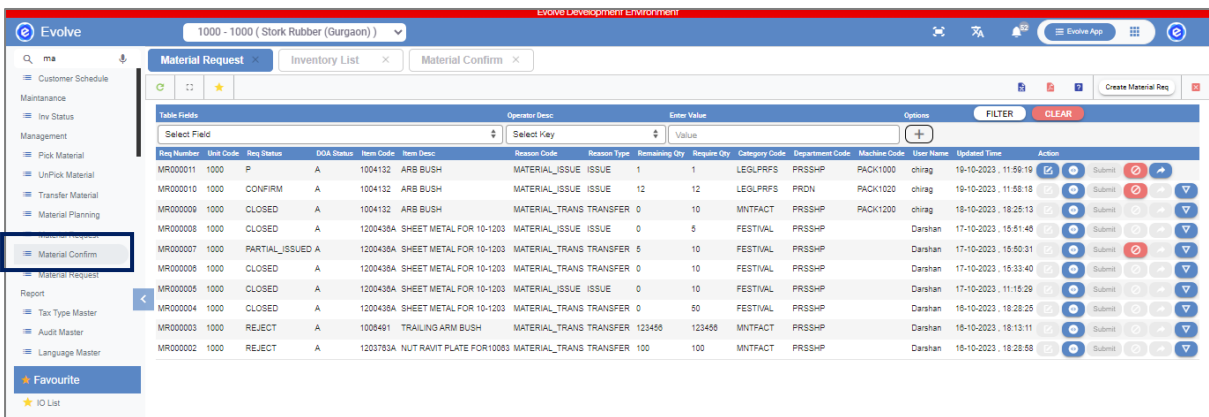 Evolve Development Environment
Evolve
1000 - 1000 ( Stork Rubber (Gurgaon) )
52
Evolve App
ma
Material Request ×
Inventory List ×
Material Confirm ×
Customer Schedule
Maintanance
Inv Status
Management
Pick Material
UnPick Material
Transfer Material
Material Planning
Material Request
Material Confirm
Material Request
Report
Tax Type Master
Audit Master
Language Master
Favourite
IO List
Create Material Req
Table Fields Operator Desc Enter Value Options FILTER CLEAR
Select Field Select Key Value +
Req Number Unit Code Req Status DOA Status Item Code Item Desc Reason Code Reason Type Remaining Qty Require Qty Category Code Department Code Machine Code User Name Updated Time Action
MR000011 1000 P A 1004132 ARB BUSH MATERIAL_ISSUE ISSUE 1 1 LEGLPRFS PRSSHP PACK1000 chirag 19-10-2023 , 11:59:19 Submit
MR000010 1000 CONFIRM A 1004132 ARB BUSH MATERIAL_ISSUE ISSUE 12 12 LEGLPRFS PRDN PACK1020 chirag 19-10-2023 , 11:58:18 Submit
MR000009 1000 CLOSED A 1004132 ARB BUSH MATERIAL_TRANS TRANSFER 0 10 MNTFACT PRSSHP PACK1200 chirag 18-10-2023 , 18:25:13 Submit
MR000008 1000 CLOSED A 1200436A SHEET METAL FOR 10-1203 MATERIAL_ISSUE ISSUE 0 5 FESTIVAL PRSSHP Darshan 17-10-2023 , 15:51:46 Submit
MR000007 1000 PARTIAL_ISSUED A 1200436A SHEET METAL FOR 10-1203 MATERIAL_TRANS TRANSFER 5 10 FESTIVAL PRSSHP Darshan 17-10-2023 , 15:50:31 Submit
MR000006 1000 CLOSED A 1200436A SHEET METAL FOR 10-1203 MATERIAL_TRANS TRANSFER 0 10 FESTIVAL PRSSHP Darshan 17-10-2023 , 15:33:40 Submit
MR000005 1000 CLOSED A 1200436A SHEET METAL FOR 10-1203 MATERIAL_ISSUE ISSUE 0 10 FESTIVAL PRSSHP Darshan 17-10-2023 , 11:15:29 Submit
MR000004 1000 CLOSED A 1200436A SHEET METAL FOR 10-1203 MATERIAL_TRANS TRANSFER 0 50 FESTIVAL PRSSHP Darshan 16-10-2023 , 18:28:25 Submit
MR000003 1000 REJECT A 1006491 TRAILING ARM BUSH MATERIAL_TRANS TRANSFER 123456 123456 MNTFACT PRSSHP Darshan 16-10-2023 , 18:13:11 Submit
MR000002 1000 REJECT A 1203763A NUT RAVIT PLATE FOR10063 MATERIAL_TRANS TRANSFER 100 100 MNTFACT PRSSHP Darshan 16-10-2023 , 18:28:58 Submit